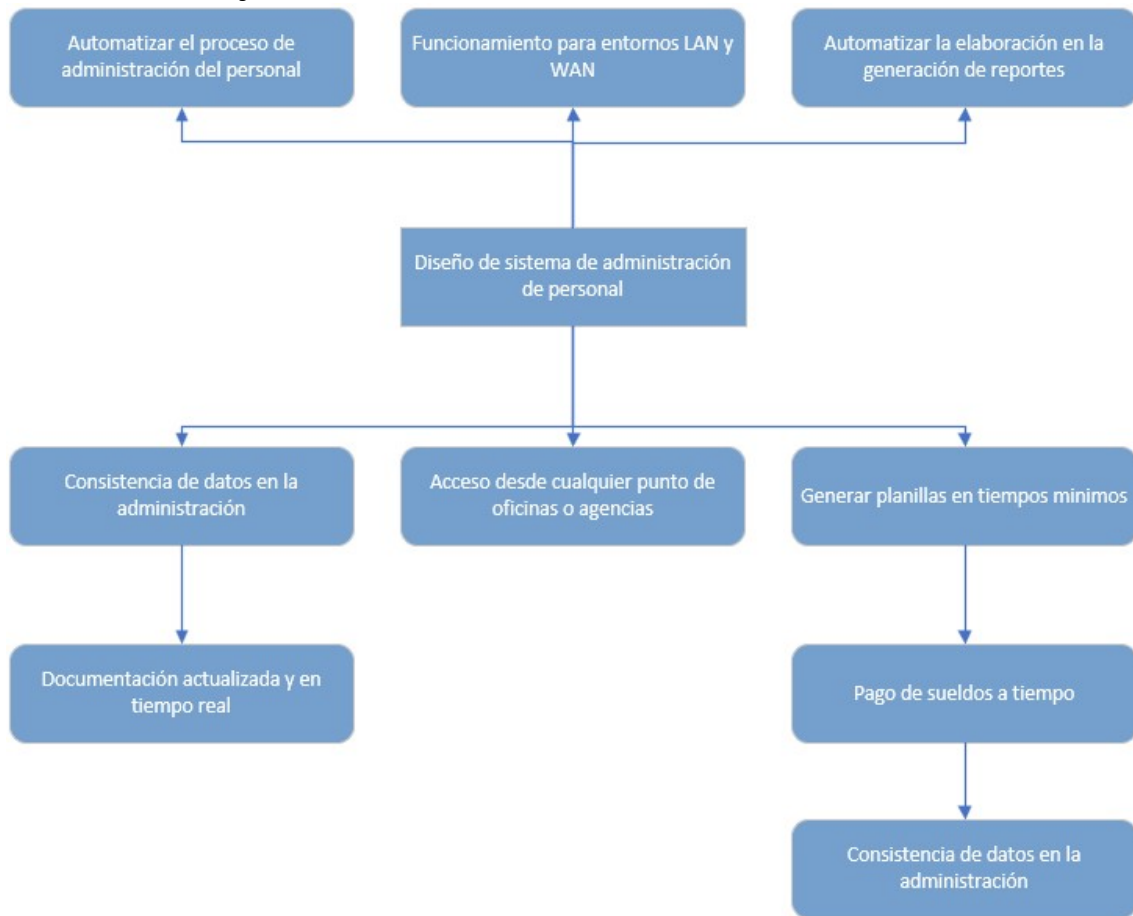 Automatizar el proceso de
administración del personal
Funcionamiento para entornos LAN y
WAN
Automatizar la elaboración en la
generación de reportes
Diseño de sistema de administración
de personal
Consistencia de datos en la
administración
Acceso desde cualquier punto de
oficinas o agencias
Generar planillas en tiempos minimos
Documentación actualizada y en
tiempo real
Pago de sueldos a tiempo
Consistencia de datos en la
administración